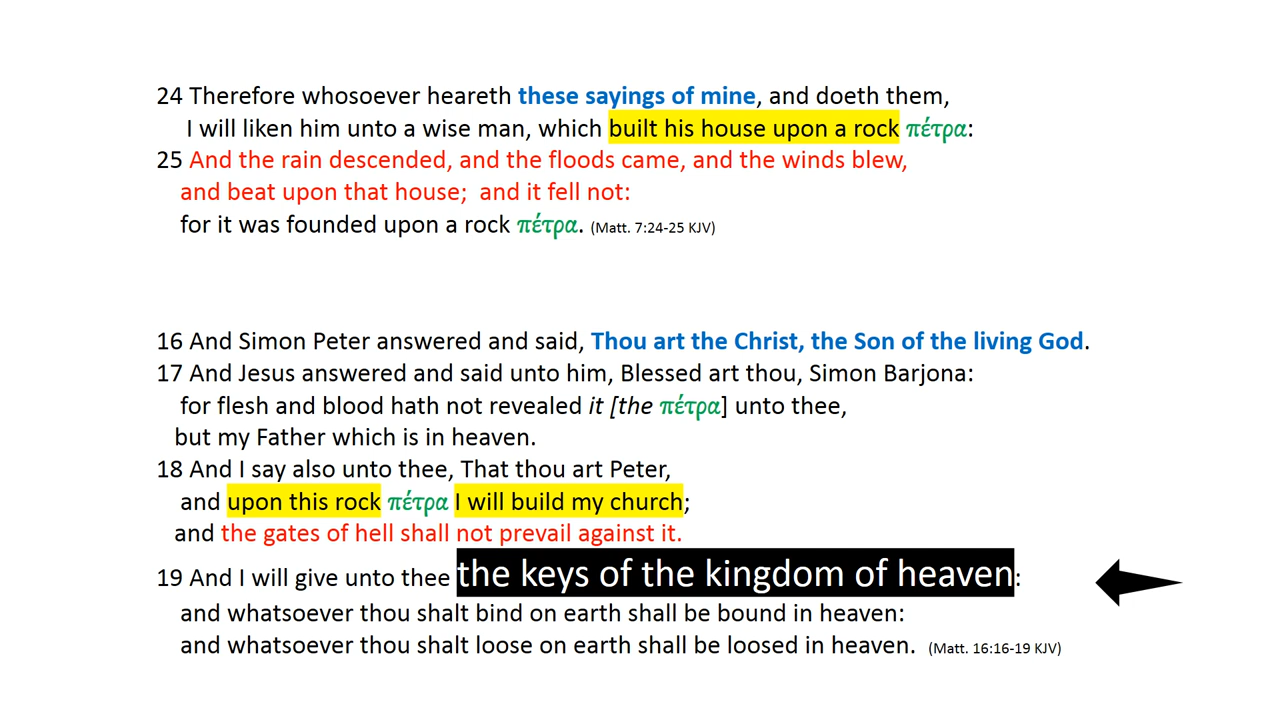 24 Therefore whosoever heareth these sayings of mine, and doeth them,
I will liken him unto a wise man, which built his house upon a rock πέτρα:
25 And the rain descended, and the floods came, and the winds blew,
and beat upon that house; and it fell not:
for it was founded upon a rock πέτρα. (Matt. 7:24-25 KJV)
16 And Simon Peter answered and said, Thou art the Christ, the Son of the living God.
17 And Jesus answered and said unto him, Blessed art thou, Simon Barjona:
for flesh and blood hath not revealed it [the πέτρα] unto thee,
but my Father which is in heaven.
18 And I say also unto thee, That thou art Peter,
and upon this rock πέτρα I will build my church;
and the gates of hell shall not prevail against it.
19 And I will give unto thee the keys of the kingdom of heaven:
and whatsoever thou shalt bind on earth shall be bound in heaven:
and whatsoever thou shalt loose on earth shall be loosed in heaven. (Matt. 16:16-19 KJV)